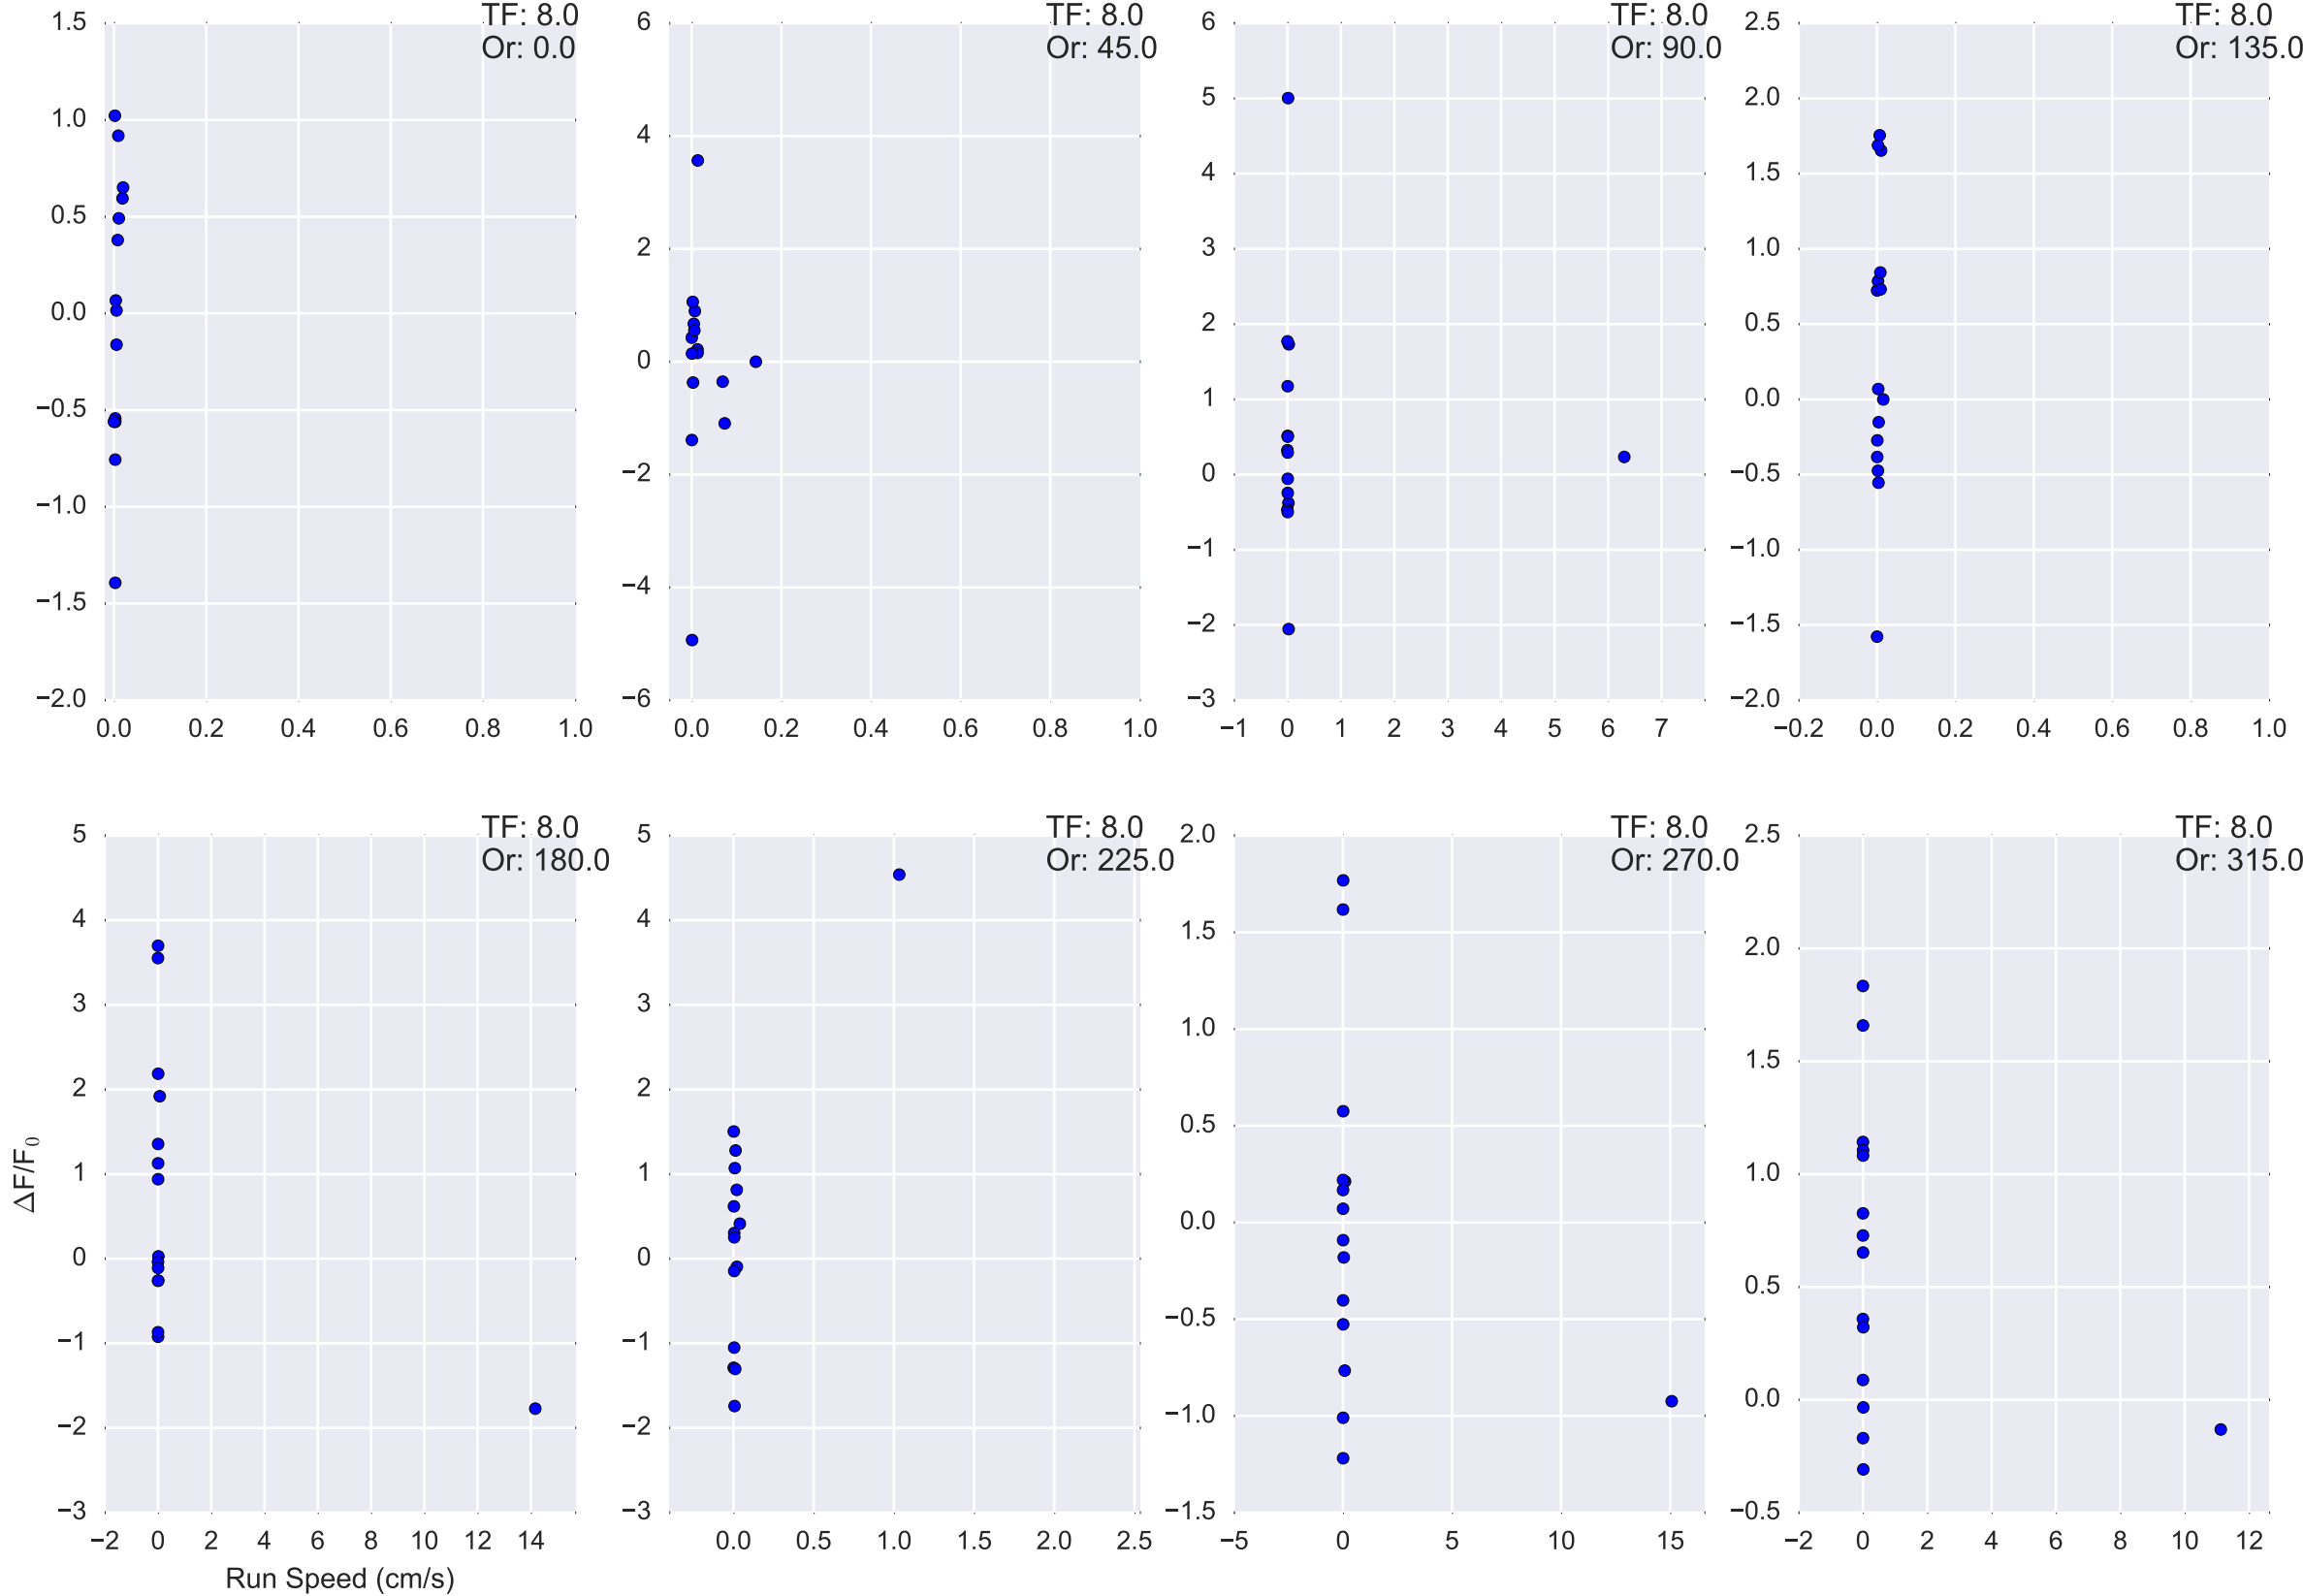 TF: 8.0
Or: 0.0
1.5
1.0
0.5
0.0
−0.5
−1.0
−1.5
−2.0
0.0 0.2 0.4 0.6 0.8 1.0
TF: 8.0
Or: 45.0
6
4
2
0
−2
−4
−6
0.0 0.2 0.4 0.6 0.8 1.0
TF: 8.0
Or: 90.0
6
5
4
3
2
1
0
−1
−2
−3
−1 0 1 2 3 4 5 6 7
TF: 8.0
Or: 135.0
2.5
2.0
1.5
1.0
0.5
0.0
−0.5
−1.0
−1.5
−2.0
−0.2 0.0 0.2 0.4 0.6 0.8 1.0
TF: 8.0
Or: 180.0
5
4
3
2
1
0
−1
−2
−3
ΔF/F₀
−2 0 2 4 6 8 10 12 14
Run Speed (cm/s)
TF: 8.0
Or: 225.0
5
4
3
2
1
0
−1
−2
−3
0.0 0.5 1.0 1.5 2.0 2.5
TF: 8.0
Or: 270.0
2.0
1.5
1.0
0.5
0.0
−0.5
−1.0
−1.5
−5 0 5 10 15
TF: 8.0
Or: 315.0
2.5
2.0
1.5
1.0
0.5
0.0
−0.5
−2 0 2 4 6 8 10 12